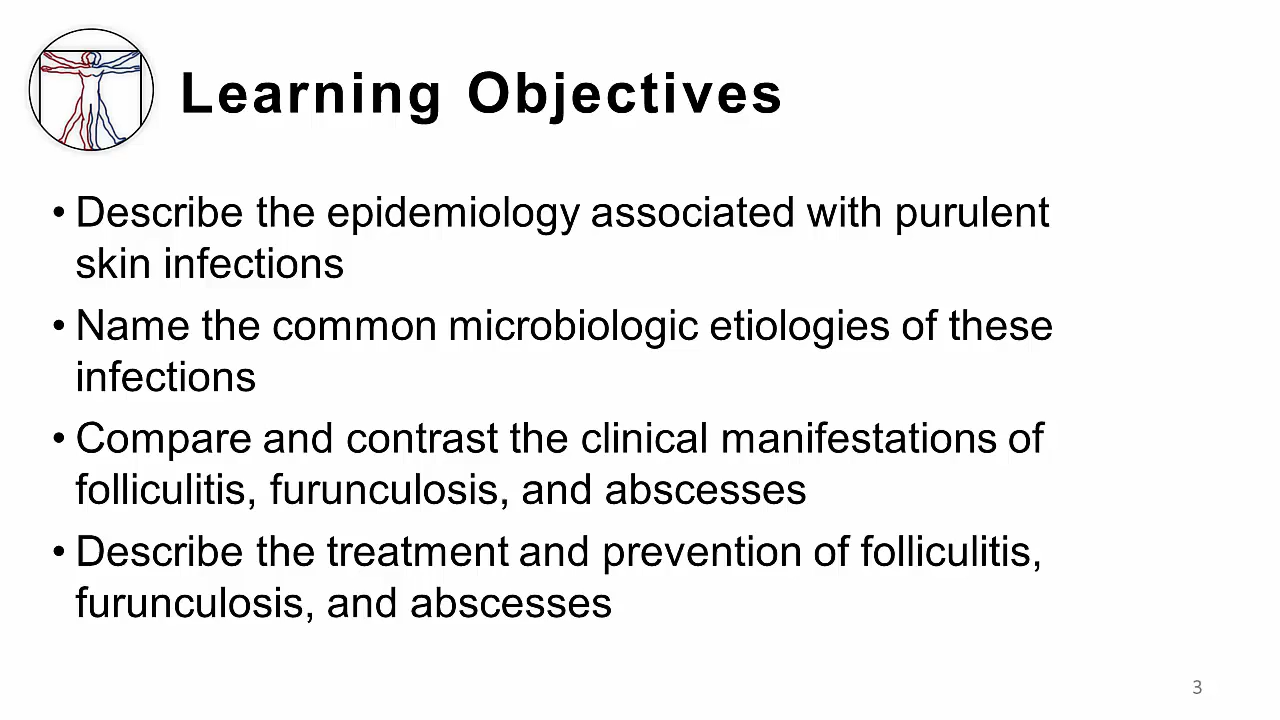 Learning Objectives
• Describe the epidemiology associated with purulent
skin infections
• Name the common microbiologic etiologies of these
infections
• Compare and contrast the clinical manifestations of
folliculitis, furunculosis, and abscesses
• Describe the treatment and prevention of folliculitis,
furunculosis, and abscesses
3